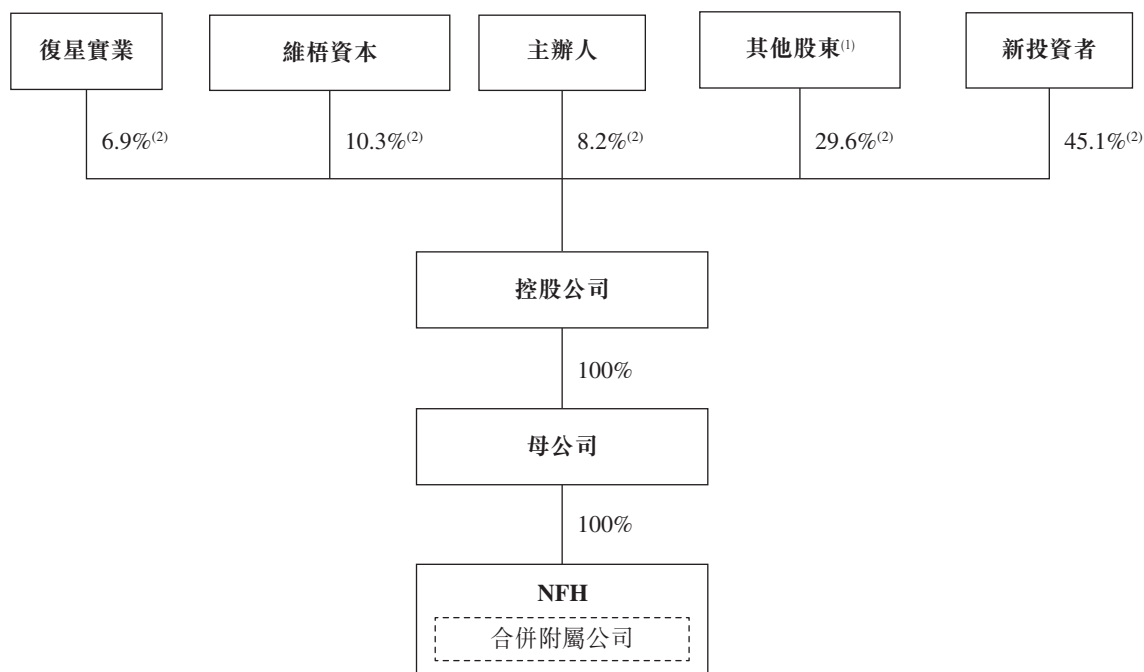 復星實業
維梧資本
主辦人
其他股東(1)
新投資者
6.9%(2)
10.3%(2)
8.2%(2)
29.6%(2)
45.1%(2)
控股公司
100%
母公司
100%
NFH
合併附屬公司